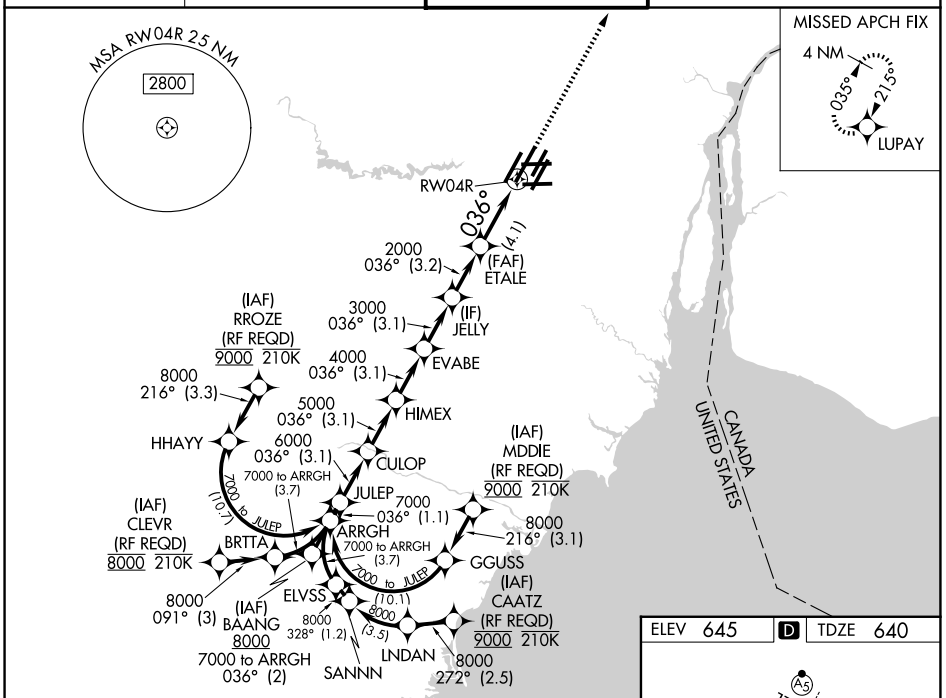 MSA RW04R 25 NM
2800
MISSED APCH FIX
4 NM
035°
215°
LUPAY
RW04R
036°
(4.1)
2000
036° (3.2)
(FAF)
ETALE
3000
036° (3.1)
(IF)
JELLY
(IAF)
RROZE
(RF REQD)
9000 210K
4000
036° (3.1)
EVABE
8000
216° (3.3)
5000
036° (3.1)
HIMEX
HHAYY
6000
036° (3.1)
CULOP
(IAF)
MDDIE
(RF REQD)
9000 210K
CANADA
UNITED STATES
7000 to ARRGH
(3.7)
JULEP
7000
036° (1.1)
7000 to JULEP
(10.7)
(IAF)
CLEVR
(RF REQD)
8000 210K
BRTTA
ARRGH
7000 to ARRGH
(3.7)
8000
216° (3.1)
GGUSS
7000 to JULEP
(10.1)
8000
091° (3)
(IAF)
BAANG
8000
7000 to ARRGH
036° (2)
ELVSS
8000
328° (1.2)
SANNN
8000
(3.5)
LNDAN
(IAF)
CAATZ
(RF REQD)
9000 210K
8000
272° (2.5)
ELEV 645
D
TDZE 640
A5